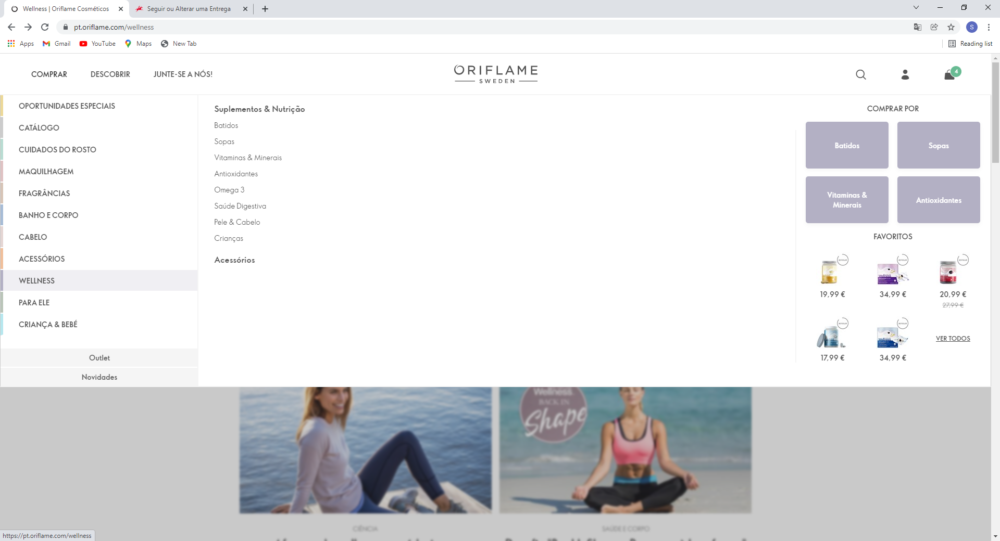 Wellness | Oriflame Cosméticos
Seguir ou Alterar uma Entrega
pt.oriflame.com/wellness
S
Apps
Gmail
YouTube
Maps
New Tab
Reading list
COMPRAR
DESCOBRIR
JUNTE-SE A NÓS!
ORIFLAME
SWEDEN
4
OPORTUNIDADES ESPECIAIS
CATÁLOGO
CUIDADOS DO ROSTO
MAQUILHAGEM
FRAGRÂNCIAS
BANHO E CORPO
CABELO
ACESSÓRIOS
WELLNESS
PARA ELE
CRIANÇA & BEBÉ
Outlet
Novidades
Suplementos & Nutrição
Batidos
Sopas
Vitaminas & Minerais
Antioxidantes
Omega 3
Saúde Digestiva
Pele & Cabelo
Crianças
Acessórios
COMPRAR POR
Batidos
Sopas
Vitaminas &
Minerais
Antioxidantes
FAVORITOS
19,99 €
34,99 €
20,99 €
27,99 €
17,99 €
34,99 €
VER TODOS
Wellness
BACK IN
Shape
CIÊNCIA
SAÚDE E CORPO
https://pt.oriflame.com/wellness